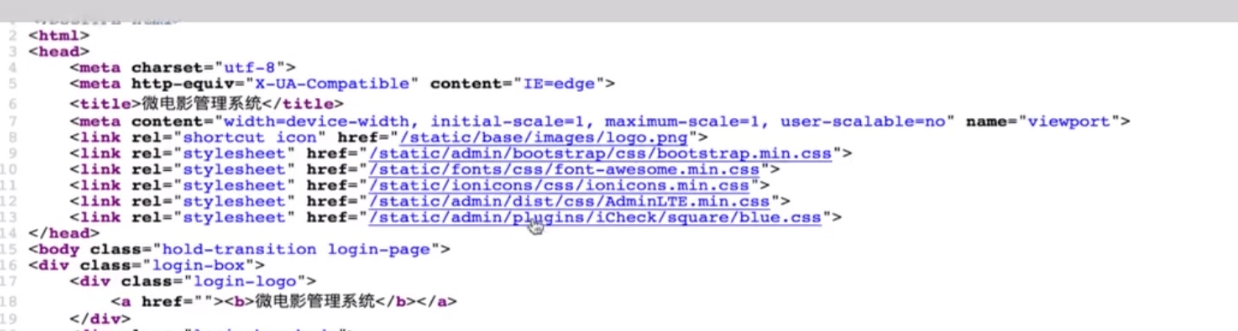 2 <html>
3 <head>
4 <meta charset="utf-8">
5 <meta http-equiv="X-UA-Compatible" content="IE=edge">
6 <title>微电影管理系统</title>
7 <meta content="width=device-width, initial-scale=1, maximum-scale=1, user-scalable=no" name="viewport">
8 <link rel="shortcut icon" href="/static/base/images/logo.png">
9 <link rel="stylesheet" href="/static/admin/bootstrap/css/bootstrap.min.css">
10 <link rel="stylesheet" href="/static/fonts/css/font-awesome.min.css">
11 <link rel="stylesheet" href="/static/ionicons/css/ionicons.min.css">
12 <link rel="stylesheet" href="/static/admin/dist/css/AdminLTE.min.css">
13 <link rel="stylesheet" href="/static/admin/plugins/iCheck/square/blue.css">
14 </head>
15 <body class="hold-transition login-page">
16 <div class="login-box">
17 <div class="login-logo">
18 <a href=""><b>微电影管理系统</b></a>
19 </div>